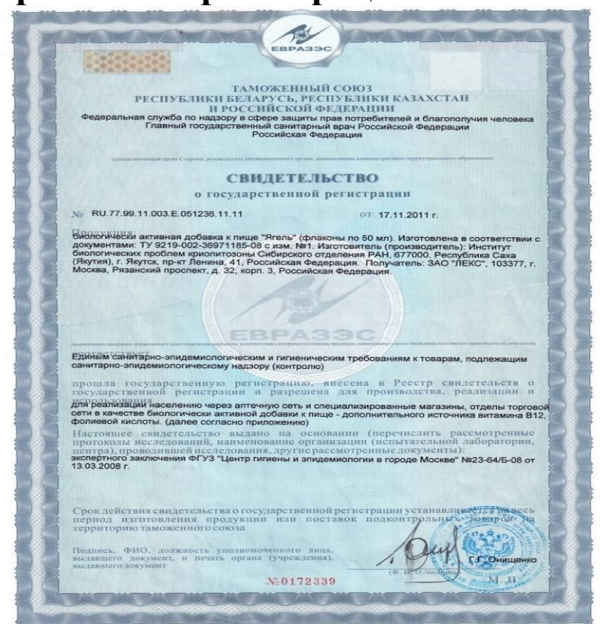 ЕВРАЗЭС
ТАМОЖЕННЫЙ СОЮЗ
РЕСПУБЛИКИ БЕЛАРУСЬ, РЕСПУБЛИКИ КАЗАХСТАН
И РОССИЙСКОЙ ФЕДЕРАЦИИ
Федеральная служба по надзору в сфере защиты прав потребителей и благополучия человека
Главный государственный санитарный врач Российской Федерации
Российская Федерация
СВИДЕТЕЛЬСТВО
о государственной регистрации
№ RU.77.99.11.003.Е.051236.11.11 от 17.11.2011 г.
Продукция:
биологически активная добавка к пище "Ягель" (флаконы по 50 мл). Изготовлена в соответствии с
документами: ТУ 9219-002-36971185-08 с изм. №1. Изготовитель (производитель): Институт
биологических проблем криолитозоны Сибирского отделения РАН, 677000, Республика Саха
(Якутия), г. Якутск, пр-кт Ленина, 41, Российская Федерация. Получатель: ЗАО "ЛЕКС", 103377, г.
Москва, Рязанский проспект, д. 32, корп. 3, Российская Федерация.
ЕВРАЗЭС
соответствует
Единым санитарно-эпидемиологическим и гигиеническим требованиям к товарам, подлежащим
санитарно-эпидемиологическому надзору (контролю)
прошла государственную регистрацию, внесена в Реестр свидетельств о
государственной регистрации и разрешена для производства, реализации и
использования
для реализации населению через аптечную сеть и специализированные магазины, отделы торговой
сети в качестве биологически активной добавки к пище - дополнительного источника витамина В12,
фолиевой кислоты. (далее согласно приложению)
Настоящее свидетельство выдано на основании (перечислить рассмотренные
протоколы исследований, наименование организации (испытательной лаборатории,
центра), проводившей исследования, другие рассмотренные документы):
экспертного заключения ФГУЗ "Центр гигиены и эпидемиологии в городе Москве" №23-64/Б-08 от
13.03.2008 г.
Срок действия свидетельства о государственной регистрации устанавливается на весь
период изготовления продукции или поставок подконтрольных товаров на
территорию таможенного союза
Подпись, ФИО, должность уполномоченного лица,
выдавшего документ, и печать органа (учреждения),
выдавшего документ
Г.Г. Онищенко
(Ф. И. О./подпись)
М. П.
№0172339